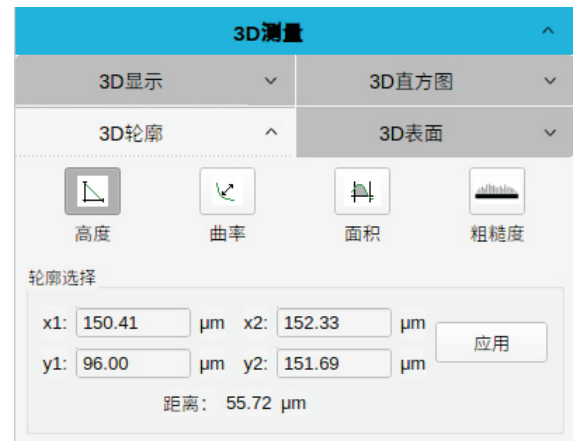 3D测量
3D显示 3D直方图
3D轮廓 3D表面
高度 曲率 面积 粗糙度
轮廓选择
x1: 150.41 μm x2: 152.33 μm
应用
y1: 96.00 μm y2: 151.69 μm
距离: 55.72 μm